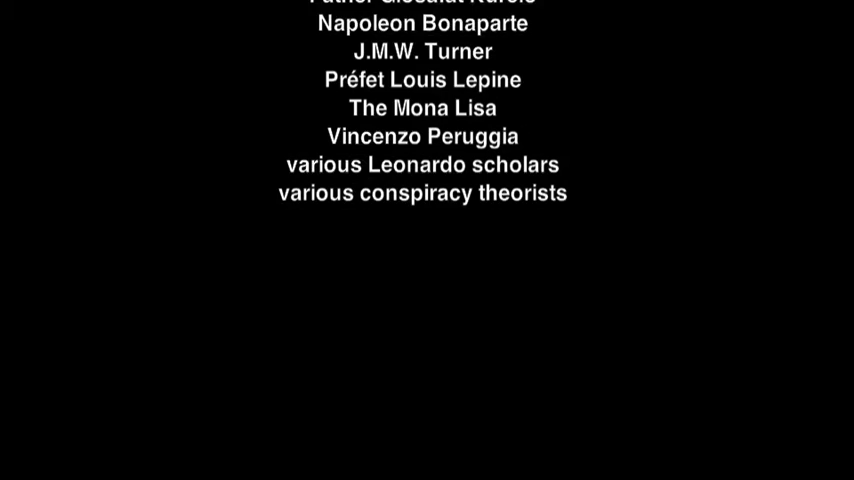 Napoleon Bonaparte
J.M.W. Turner
Préfet Louis Lepine
The Mona Lisa
Vincenzo Peruggia
various Leonardo scholars
various conspiracy theorists